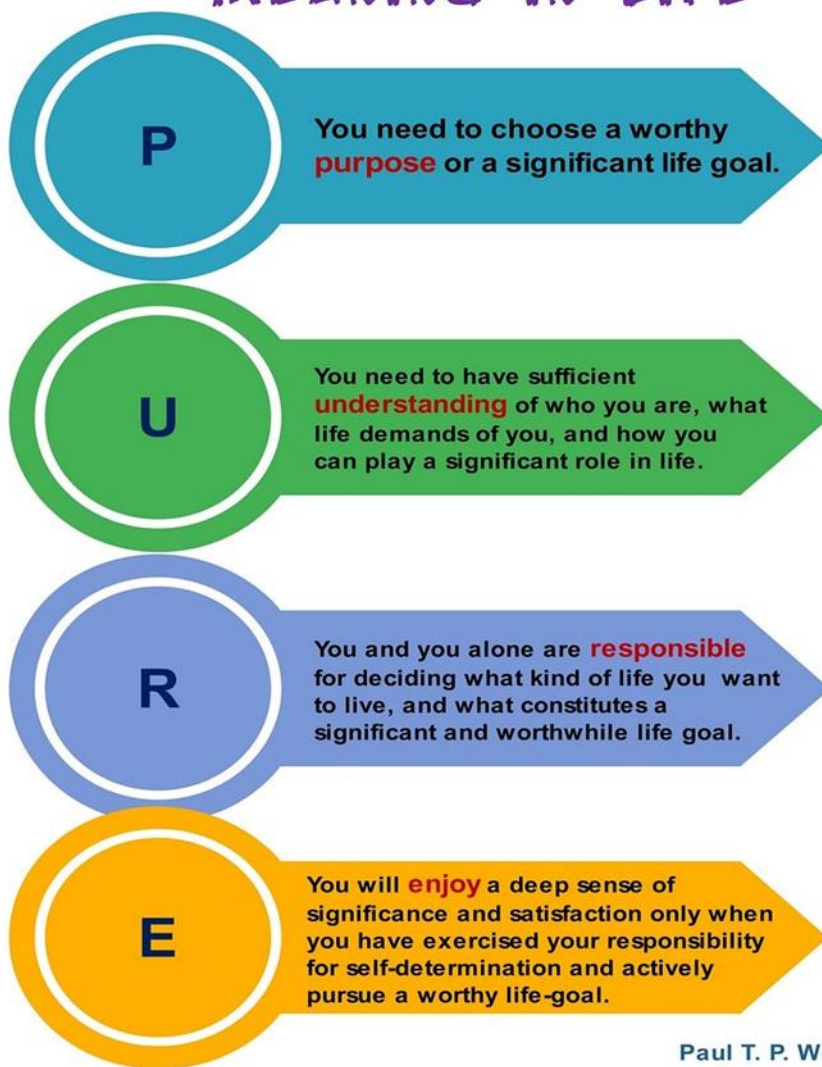 P
You need to choose a worthy
purpose or a significant life goal.
U
You need to have sufficient
understanding of who you are, what
life demands of you, and how you
can play a significant role in life.
R
You and you alone are responsible
for deciding what kind of life you want
to live, and what constitutes a
significant and worthwhile life goal.
E
You will enjoy a deep sense of
significance and satisfaction only when
you have exercised your responsibility
for self-determination and actively
pursue a worthy life-goal.
Paul T. P. W